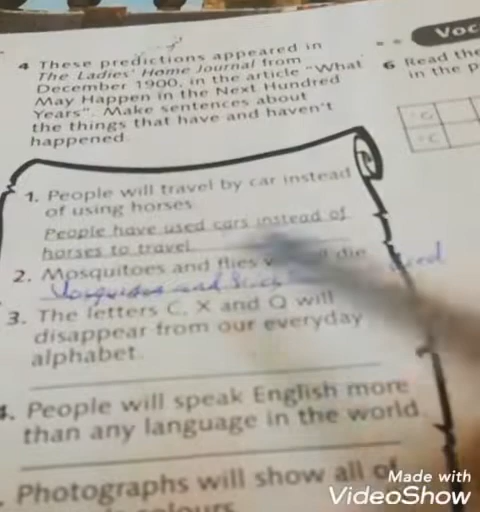 Voc
4 These predictions appeared in
The Ladies' Home Journal from
December 1900, in the article "What
May Happen in the Next Hundred
Years". Make sentences about
the things that have and haven't
happened.
6 Read the
in the p
1. People will travel by car instead
of using horses.
People have used cars instead of
horses to travel
2. Mosquitoes and flies die
3. The letters C, X and Q will
disappear from our everyday
alphabet.
4. People will speak English more
than any language in the world.
Photographs will show all of
colours
Made with
VideoShow